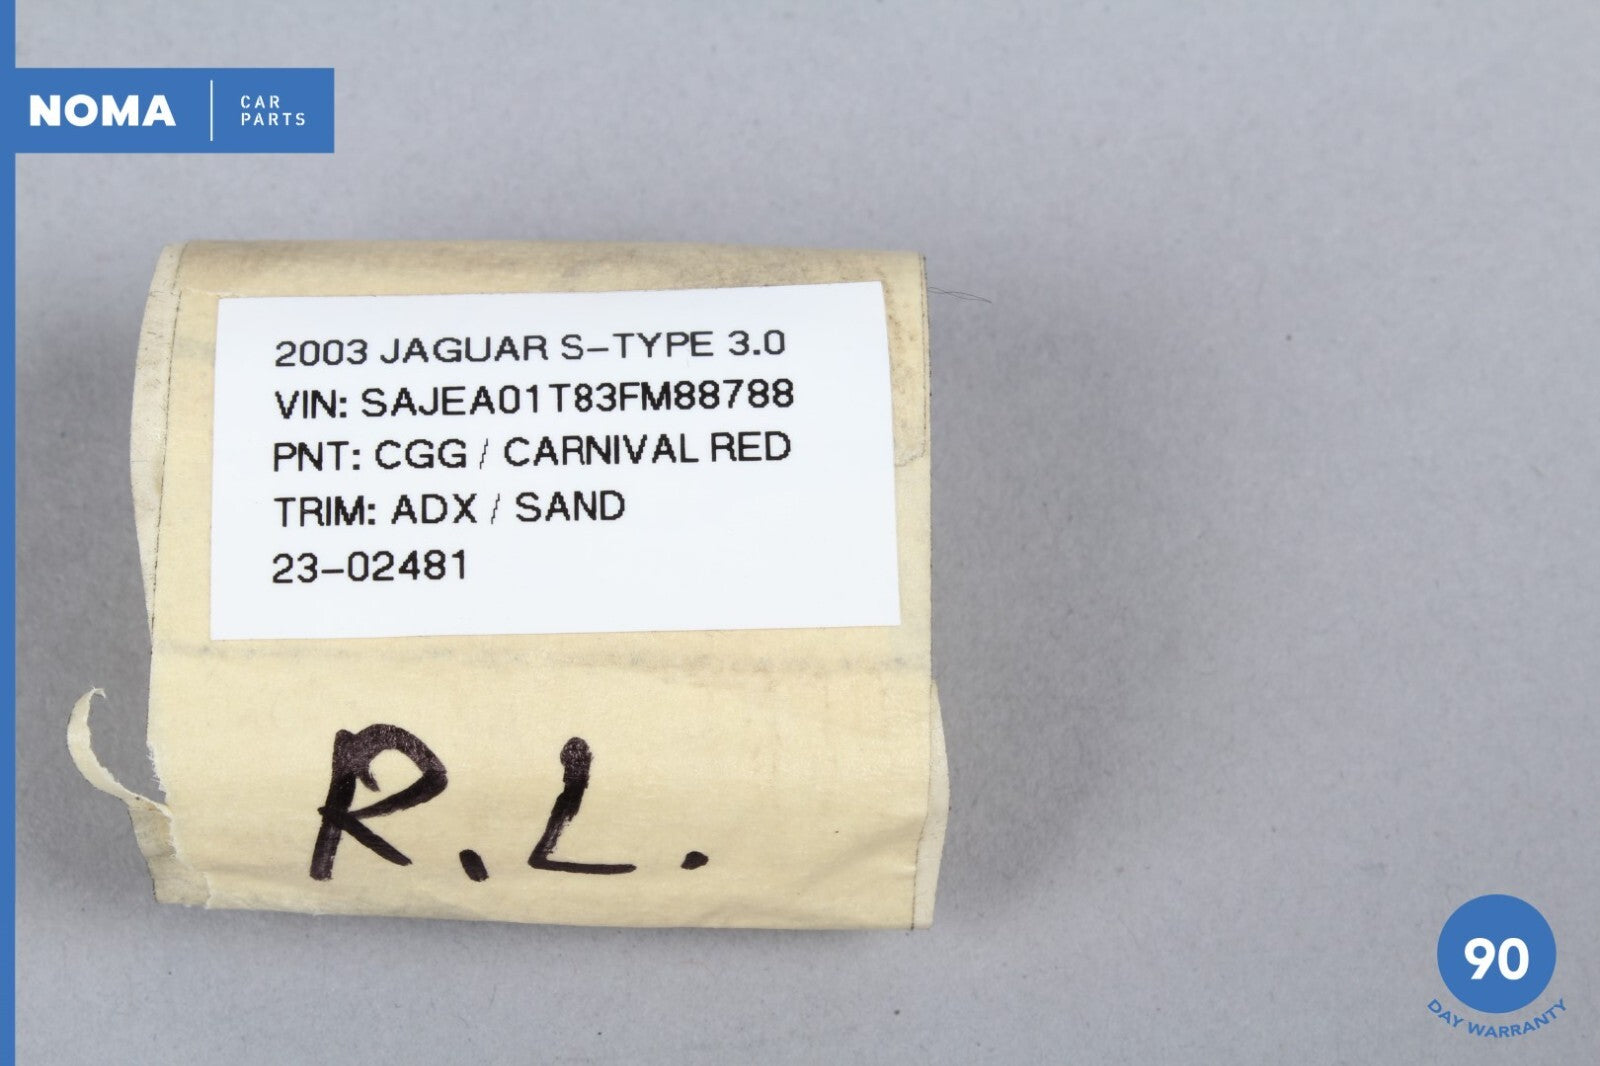 NOMA
CAR
PARTS
2003 JAGUAR S-TYPE 3.0
VIN: SAJEA01T83FM88788
PNT: CGG / CARNIVAL RED
TRIM: ADX / SAND
23-02481
R.L.
90
DAY WARRANTY